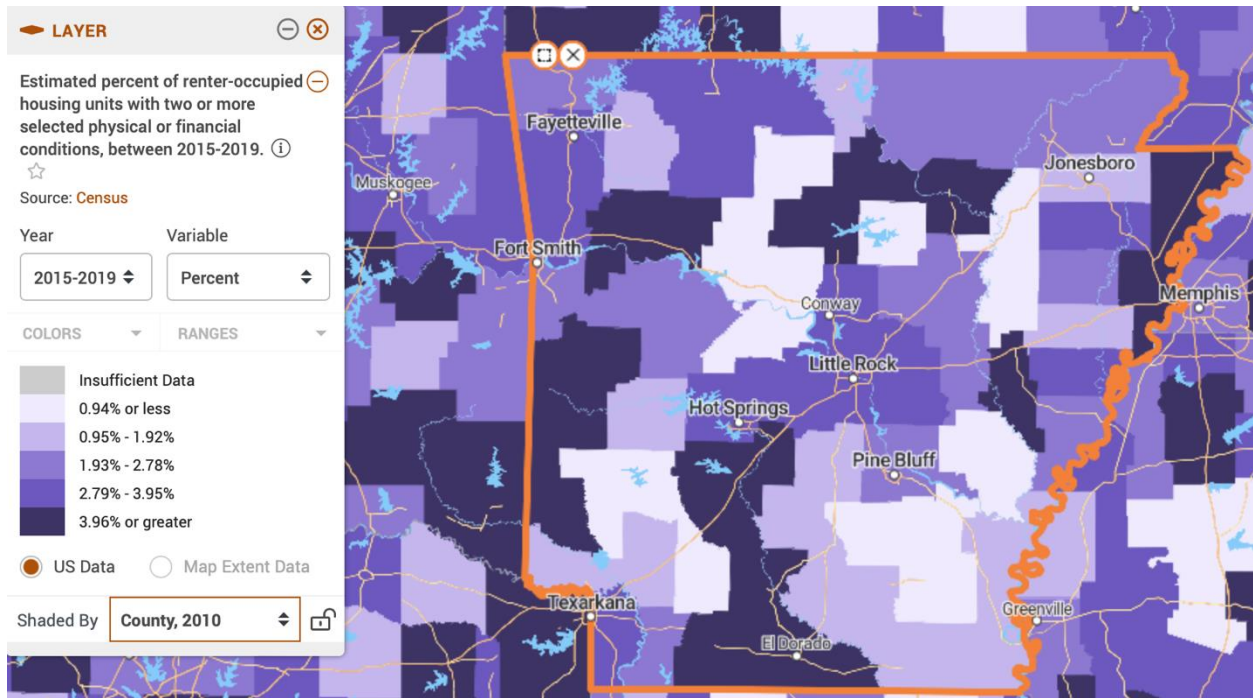 LAYER
Estimated percent of renter-occupied
housing units with two or more
selected physical or financial
conditions, between 2015-2019.
Source: Census
Year
Variable
2015-2019
Percent
COLORS
RANGES
Insufficient Data
0.94% or less
0.95% - 1.92%
1.93% - 2.78%
2.79% - 3.95%
3.96% or greater
US Data
Map Extent Data
Shaded By
County, 2010
Fayetteville
Jonesboro
Muskogee
Fort Smith
Memphis
Conway
Little Rock
Hot Springs
Pine Bluff
Texarkana
Greenville
El Dorado